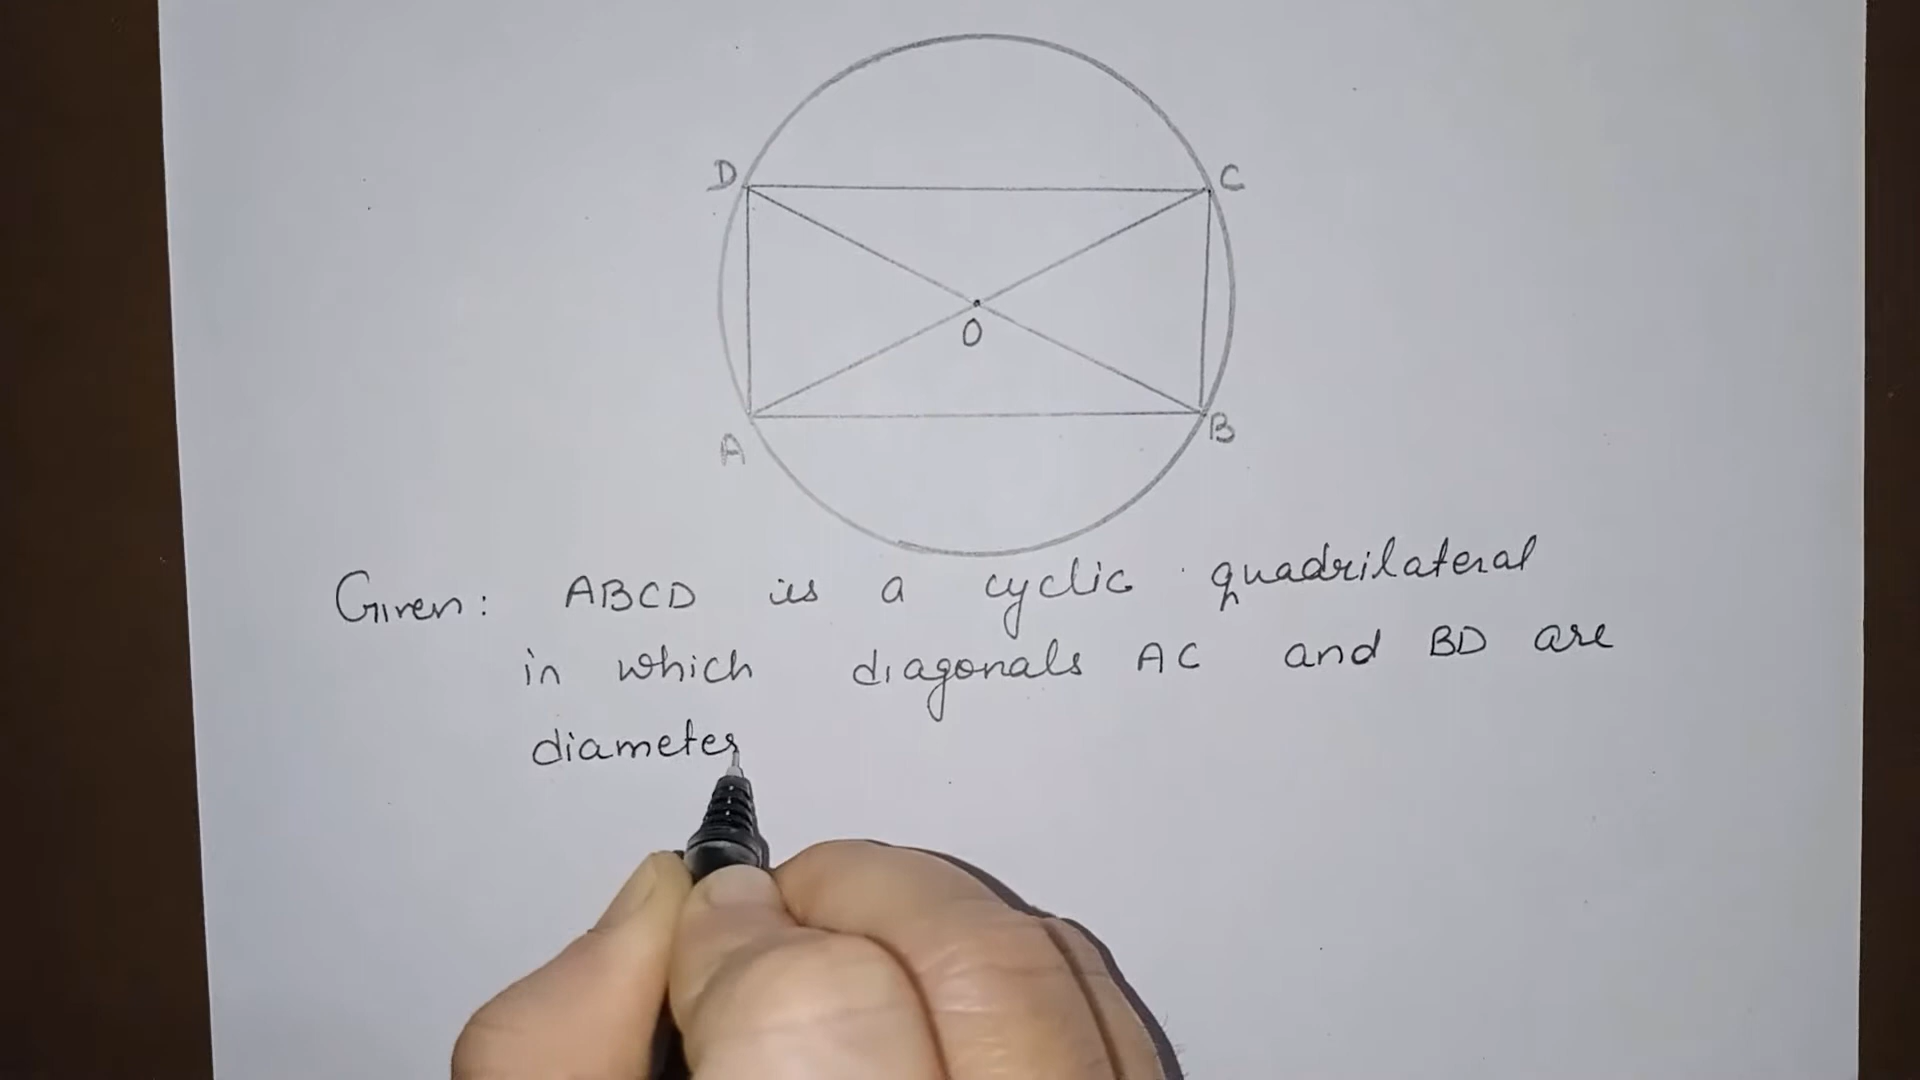 D C
O
A B
Given: ABCD is a cyclic quadrilateral
in which diagonals AC and BD are
diameter